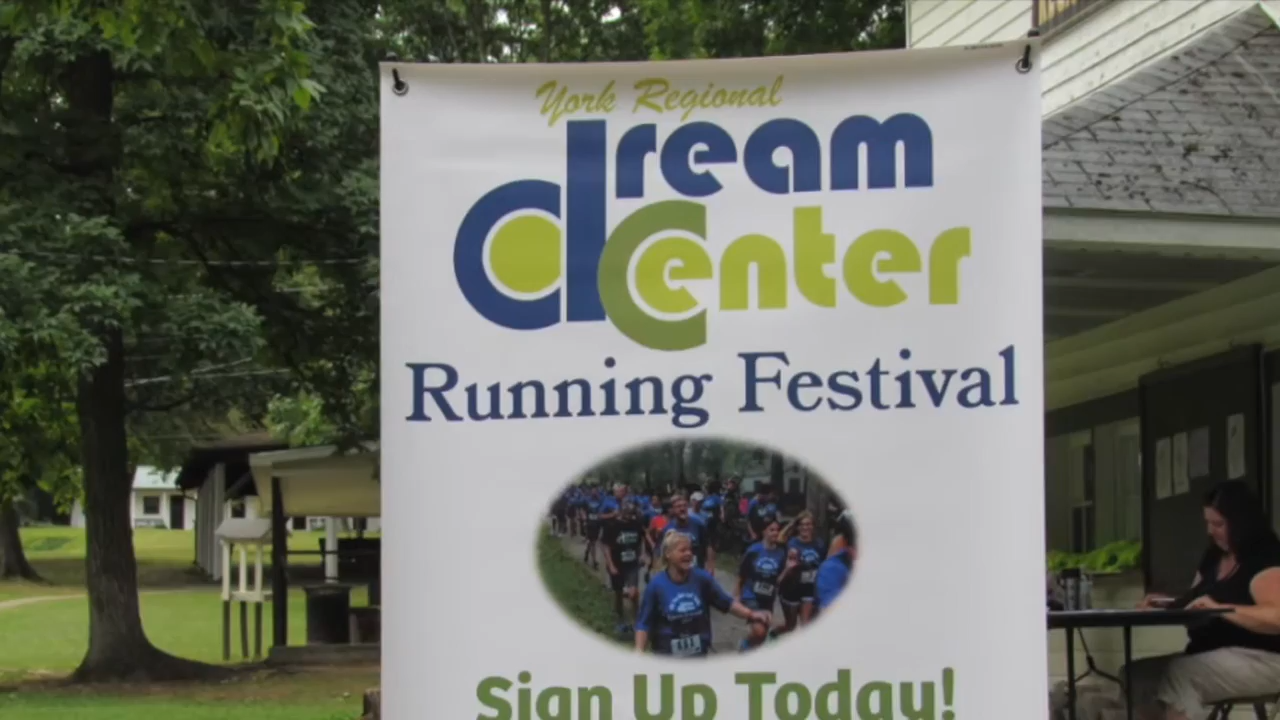 York Regional
dream
center
Running Festival
Sign Up Today!